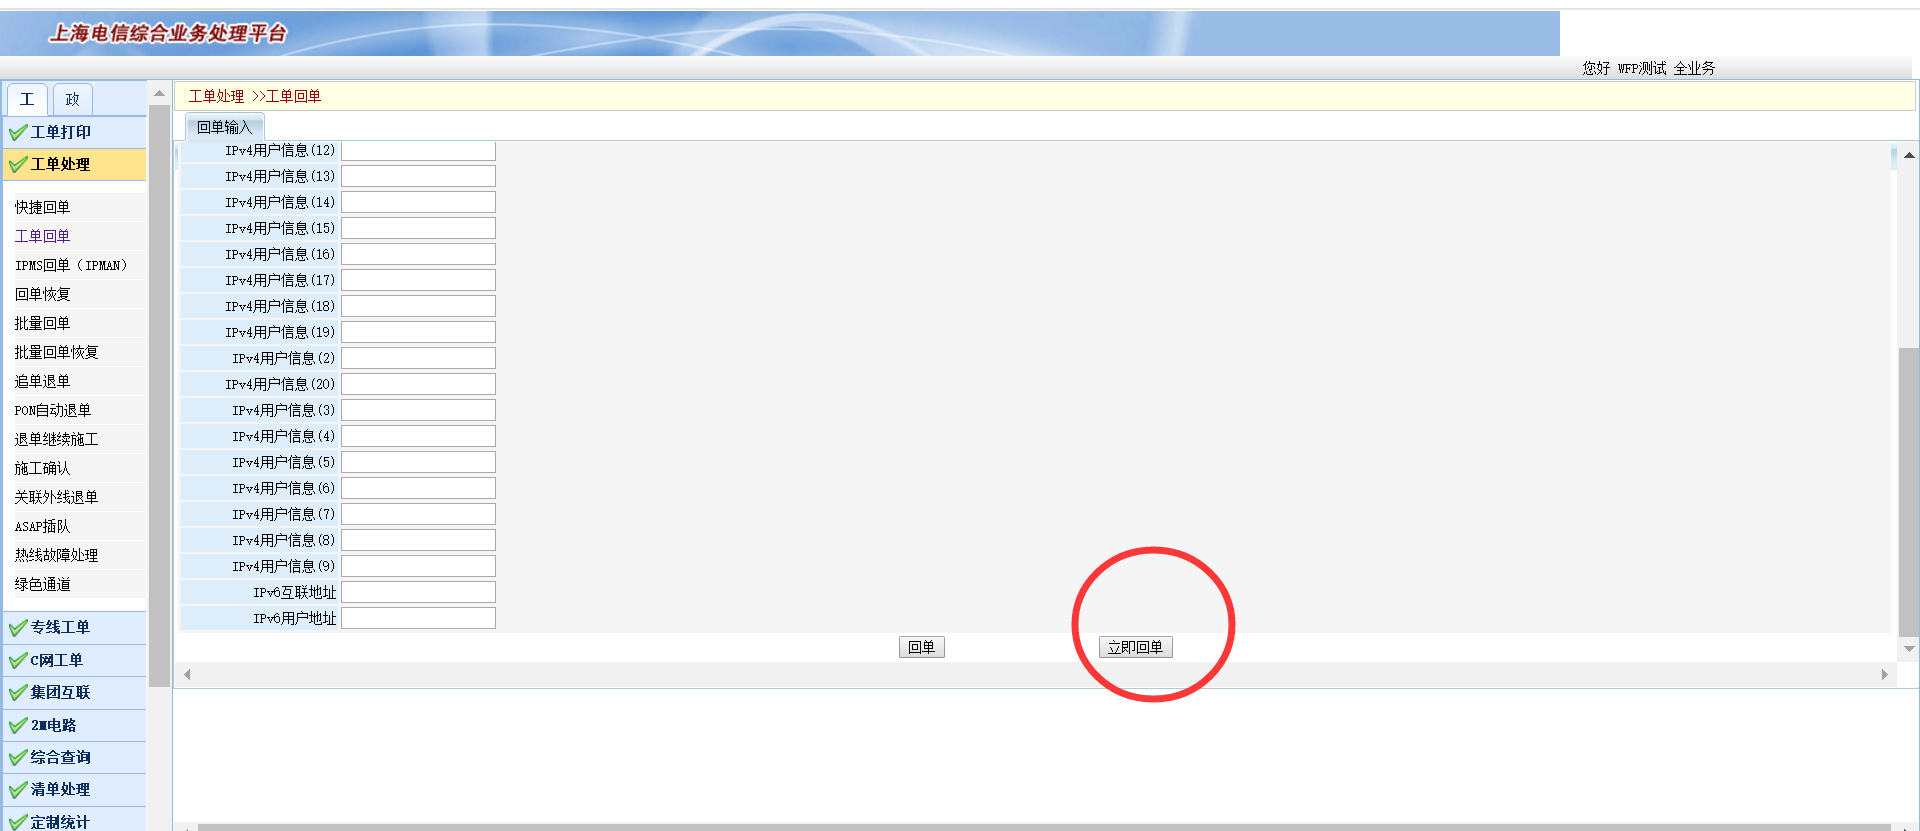 上海电信综合业务处理平台
您好 WFP测试 全业务
工 政
工单打印
工单处理
快捷回单
工单回单
IPMS回单（IPMAN）
回单恢复
批量回单
批量回单恢复
追单退单
PON自动退单
退单继续施工
施工确认
关联外线退单
ASAP插队
热线故障处理
绿色通道
专线工单
C网工单
集团互联
2M电路
综合查询
清单处理
定制统计
工单处理 >>工单回单
回单输入
IPv4用户信息(12)
IPv4用户信息(13)
IPv4用户信息(14)
IPv4用户信息(15)
IPv4用户信息(16)
IPv4用户信息(17)
IPv4用户信息(18)
IPv4用户信息(19)
IPv4用户信息(2)
IPv4用户信息(20)
IPv4用户信息(3)
IPv4用户信息(4)
IPv4用户信息(5)
IPv4用户信息(6)
IPv4用户信息(7)
IPv4用户信息(8)
IPv4用户信息(9)
IPv6互联地址
IPv6用户地址
回单 立即回单